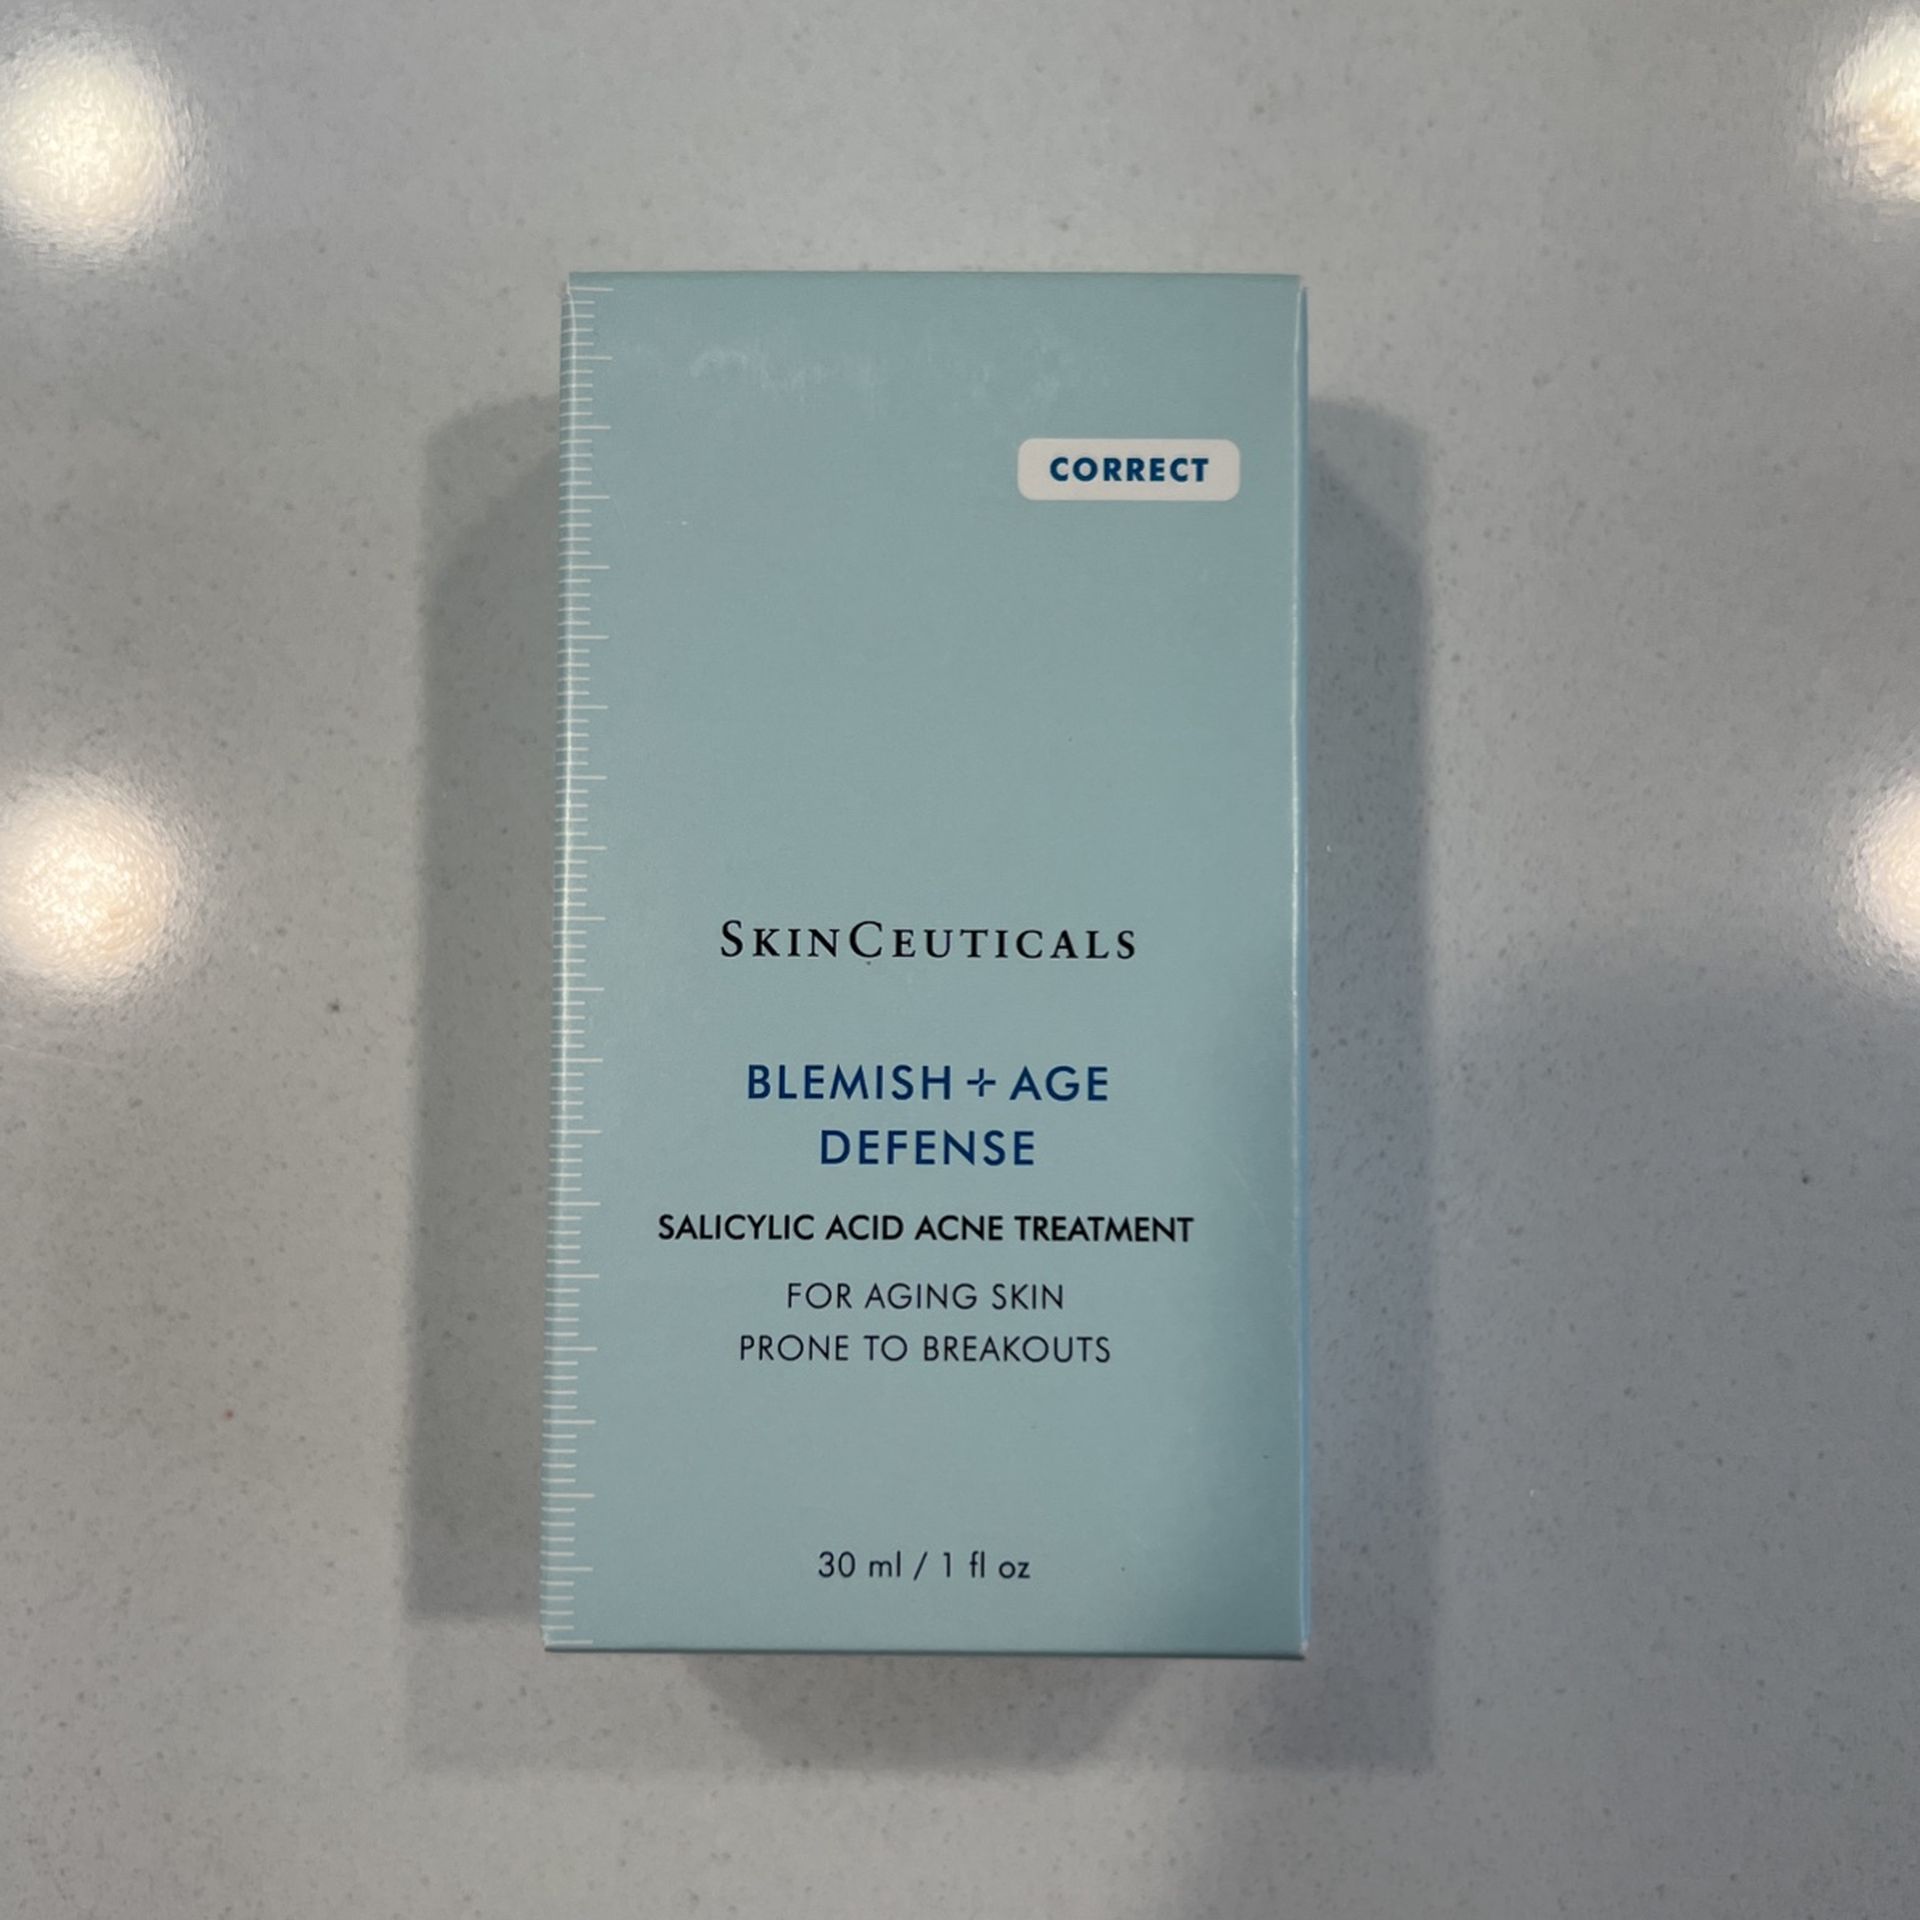 CORRECT
SKINCEUTICALS
BLEMISH + AGE
DEFENSE
SALICYLIC ACID ACNE TREATMENT
FOR AGING SKIN
PRONE TO BREAKOUTS
30 ml / 1 fl oz